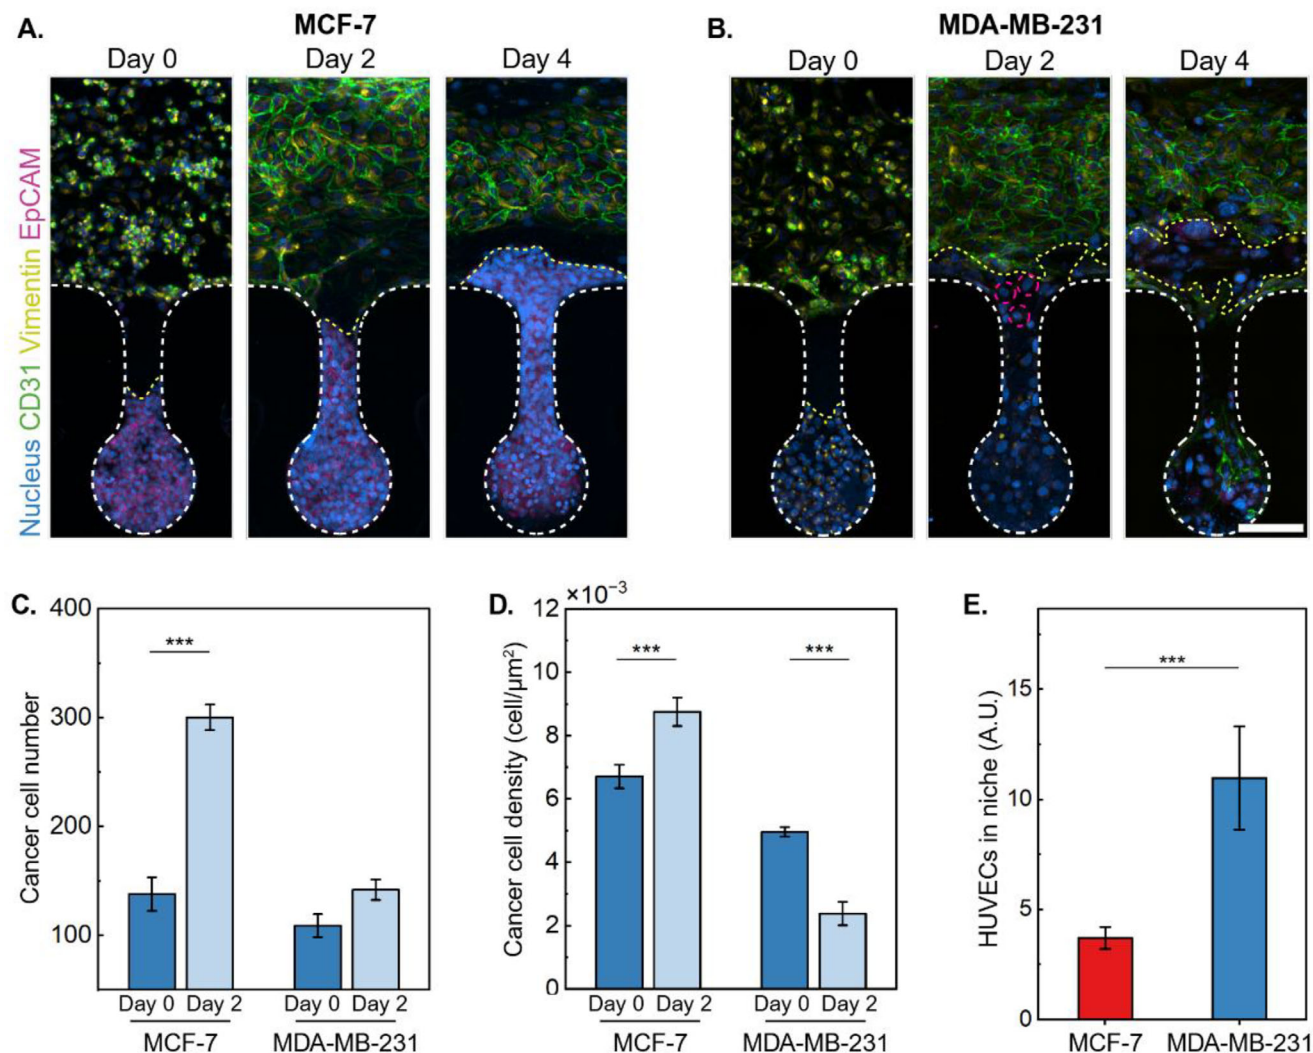 A.
MCF-7
Day 0 Day 2 Day 4
B.
MDA-MB-231
Day 0 Day 2 Day 4
Nucleus CD31 Vimentin EpCAM
C.
400
300
200
100
Cancer cell number
***
Day 0 Day 2 Day 0 Day 2
MCF-7 MDA-MB-231
D.
×10⁻³
12
10
8
6
4
2
0
Cancer cell density (cell/µm²)
*** ***
Day 0 Day 2 Day 0 Day 2
MCF-7 MDA-MB-231
E.
15
10
5
0
HUVECs in niche (A.U.)
***
MCF-7 MDA-MB-231